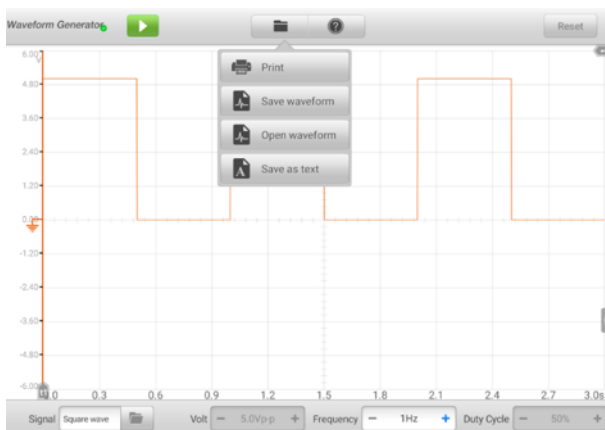 Waveform Generator
Reset
6.00
V
Print
4.80
Save waveform
3.60
Open waveform
2.40
Save as text
1.20
0.00
-1.20
-2.40
-3.60
-4.80
-6.00
0.0 0.3 0.6 0.9 1.2 1.5 1.8 2.1 2.4 2.7 3.0s
Signal Square wave Volt − 5.0Vp-p + Frequency − 1Hz + Duty Cycle − 50% +